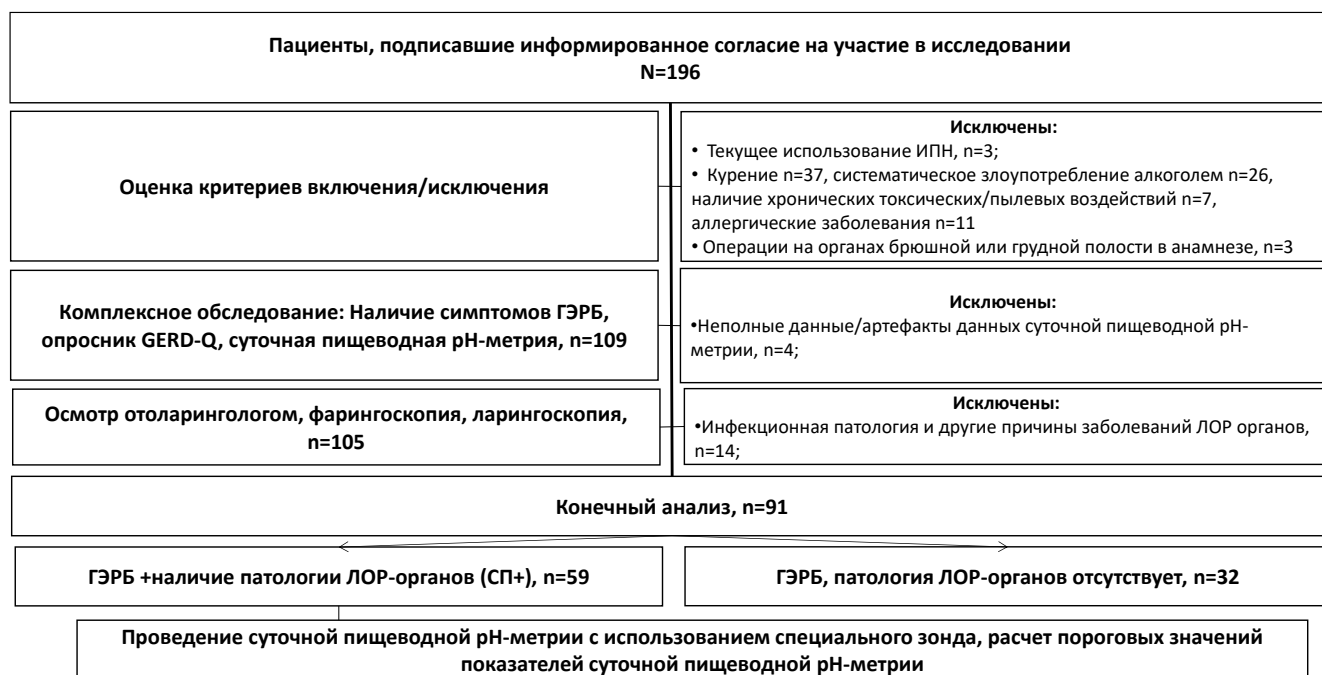 Пациенты, подписавшие информированное согласие на участие в исследовании
N=196
Оценка критериев включения/исключения
Исключены:
• Текущее использование ИПН, n=3;
• Курение n=37, систематическое злоупотребление алкоголем n=26,
наличие хронических токсических/пылевых воздействий n=7,
аллергические заболевания n=11
• Операции на органах брюшной или грудной полости в анамнезе, n=3
Комплексное обследование: Наличие симптомов ГЭРБ,
опросник GERD-Q, суточная пищеводная рН-метрия, n=109
Исключены:
•Неполные данные/артефакты данных суточной пищеводной рН-
метрии, n=4;
Осмотр отоларингологом, фарингоскопия, ларингоскопия,
n=105
Исключены:
•Инфекционная патология и другие причины заболеваний ЛОР органов,
n=14;
Конечный анализ, n=91
ГЭРБ +наличие патологии ЛОР-органов (СП+), n=59
ГЭРБ, патология ЛОР-органов отсутствует, n=32
Проведение суточной пищеводной рН-метрии с использованием специального зонда, расчет пороговых значений
показателей суточной пищеводной рН-метрии